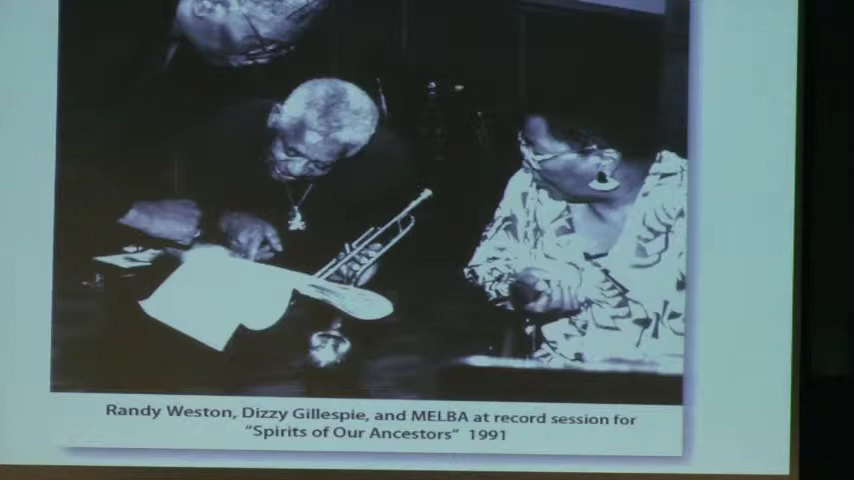 Randy Weston, Dizzy Gillespie, and MELBA at record session for
"Spirits of Our Ancestors" 1991